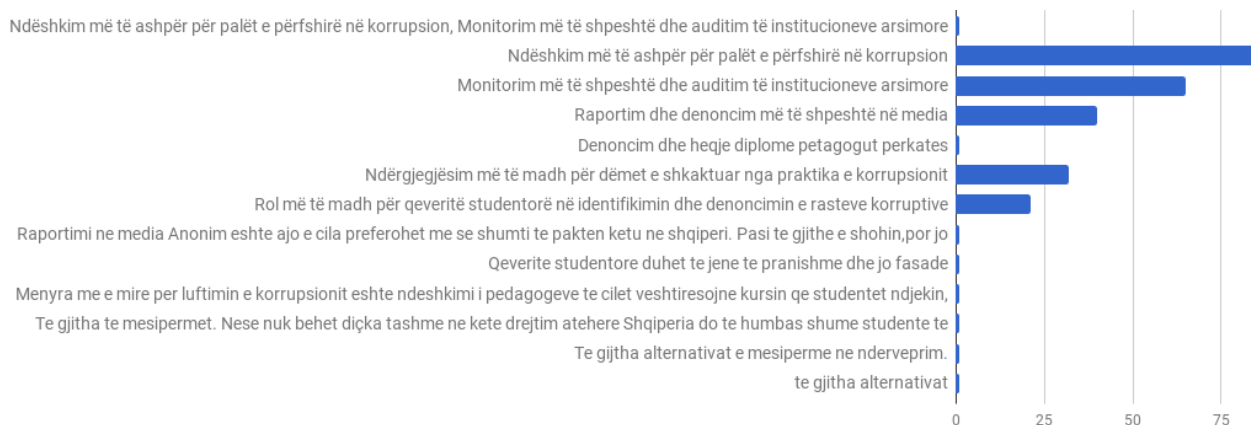 Ndëshkim më të ashpër për palët e përfshirë në korrupsion, Monitorim më të shpeshtë dhe auditim të institucioneve arsimore
Ndëshkim më të ashpër për palët e përfshirë në korrupsion
Monitorim më të shpeshtë dhe auditim të institucioneve arsimore
Raportim dhe denoncim më të shpeshtë në media
Denoncim dhe heqje diplome petagogut perkates
Ndërgjegjësim më të madh për dëmet e shkaktuar nga praktika e korrupsionit
Rol më të madh për qeveritë studentorë në identifikimin dhe denoncimin e rasteve korruptive
Raportimi ne media Anonim eshte ajo e cila preferohet me se shumti te pakten ketu ne shqiperi. Pasi te gjithe e shohin,por jo
Qeverite studentore duhet te jene te pranishme dhe jo fasade
Menyra me e mire per luftimin e korrupsionit eshte ndeshkimi i pedagogeve te cilet veshtiresojne kursin qe studentet ndjekin,
Te gjitha te mesipermet. Nese nuk behet diçka tashme ne kete drejtim atehere Shqiperia do te humbas shume studente te
Te gijtha alternativat e mesiperme ne nderveprim.
te gjitha alternativat
0 25 50 75